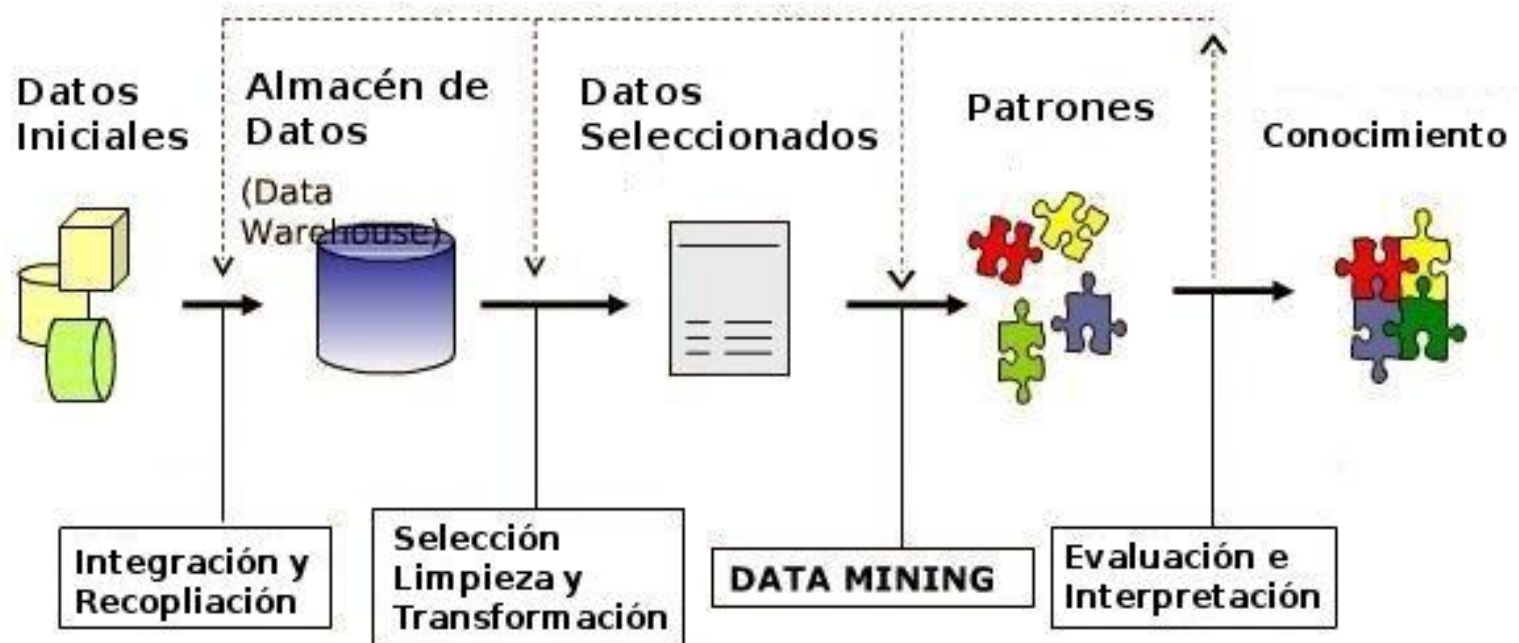 Datos
Iniciales
Almacén de
Datos
(Data
Warehouse)
Datos
Seleccionados
Patrones
Conocimiento
Integración y
Recopliación
Selección
Limpieza y
Transformación
DATA MINING
Evaluación e
Interpretación